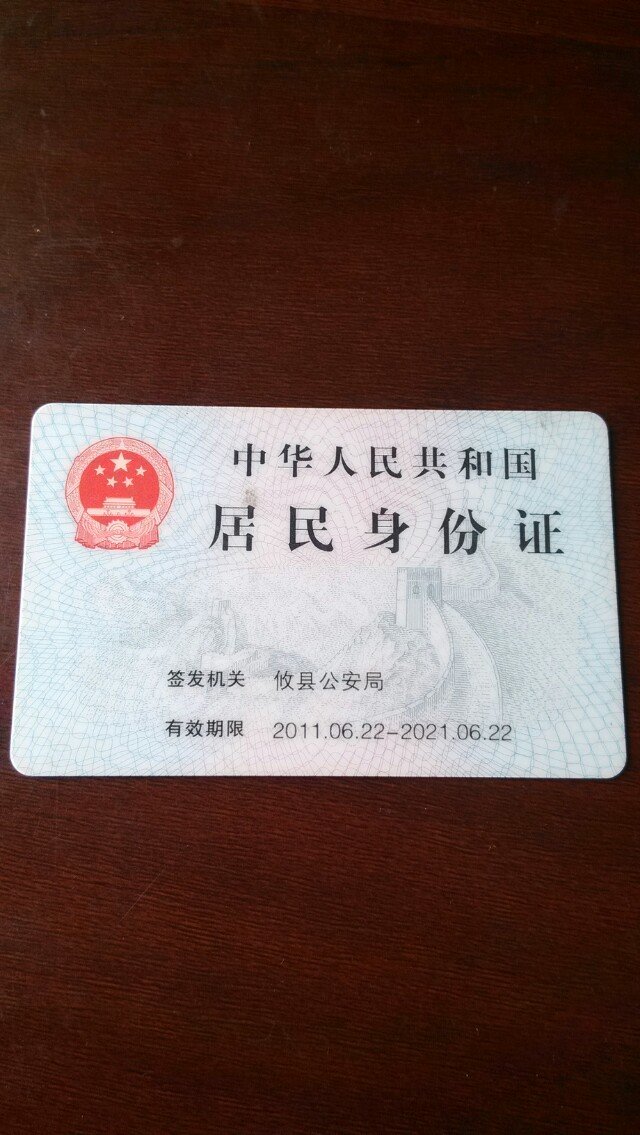 中华人民共和国
居民身份证
签发机关 攸县公安局
有效期限 2011.06.22-2021.06.22